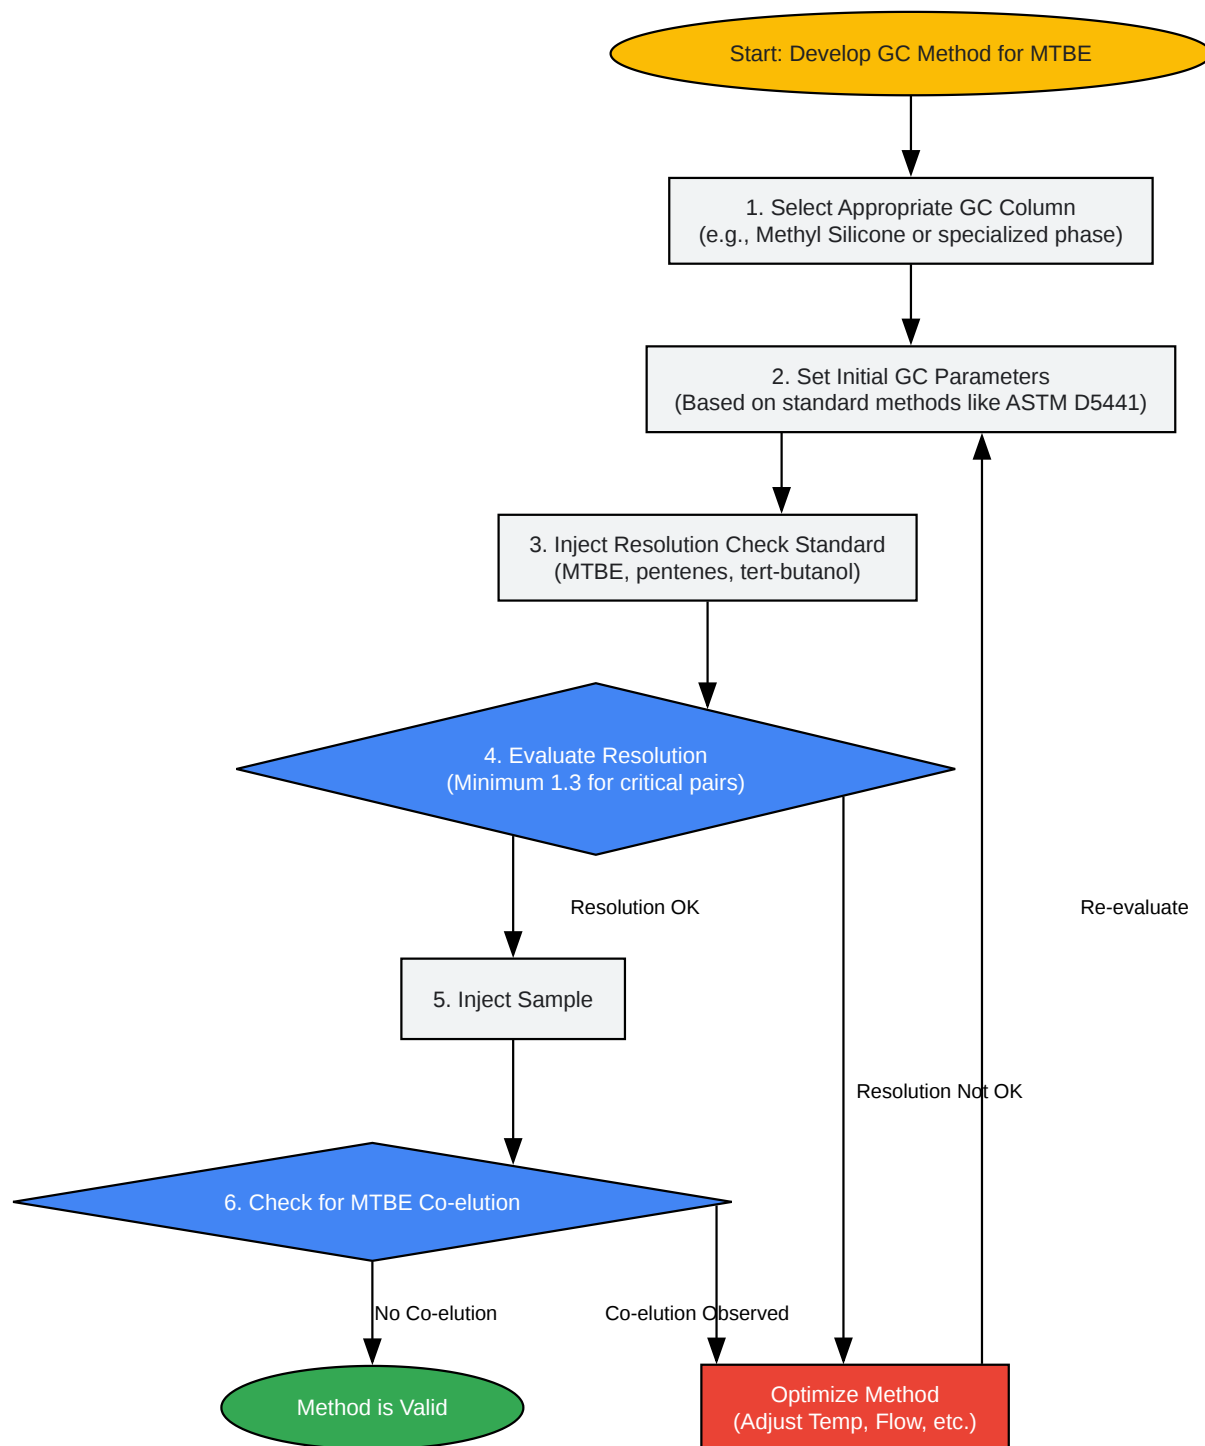 Start: Develop GC Method for MTBE
1. Select Appropriate GC Column
(e.g., Methyl Silicone or specialized phase)
2. Set Initial GC Parameters
(Based on standard methods like ASTM D5441)
3. Inject Resolution Check Standard
(MTBE, pentenes, tert-butanol)
4. Evaluate Resolution
(Minimum 1.3 for critical pairs)
Resolution OK
Re-evaluate
5. Inject Sample
Resolution Not OK
6. Check for MTBE Co-elution
No Co-elution
Co-elution Observed
Method is Valid
Optimize Method
(Adjust Temp, Flow, etc.)